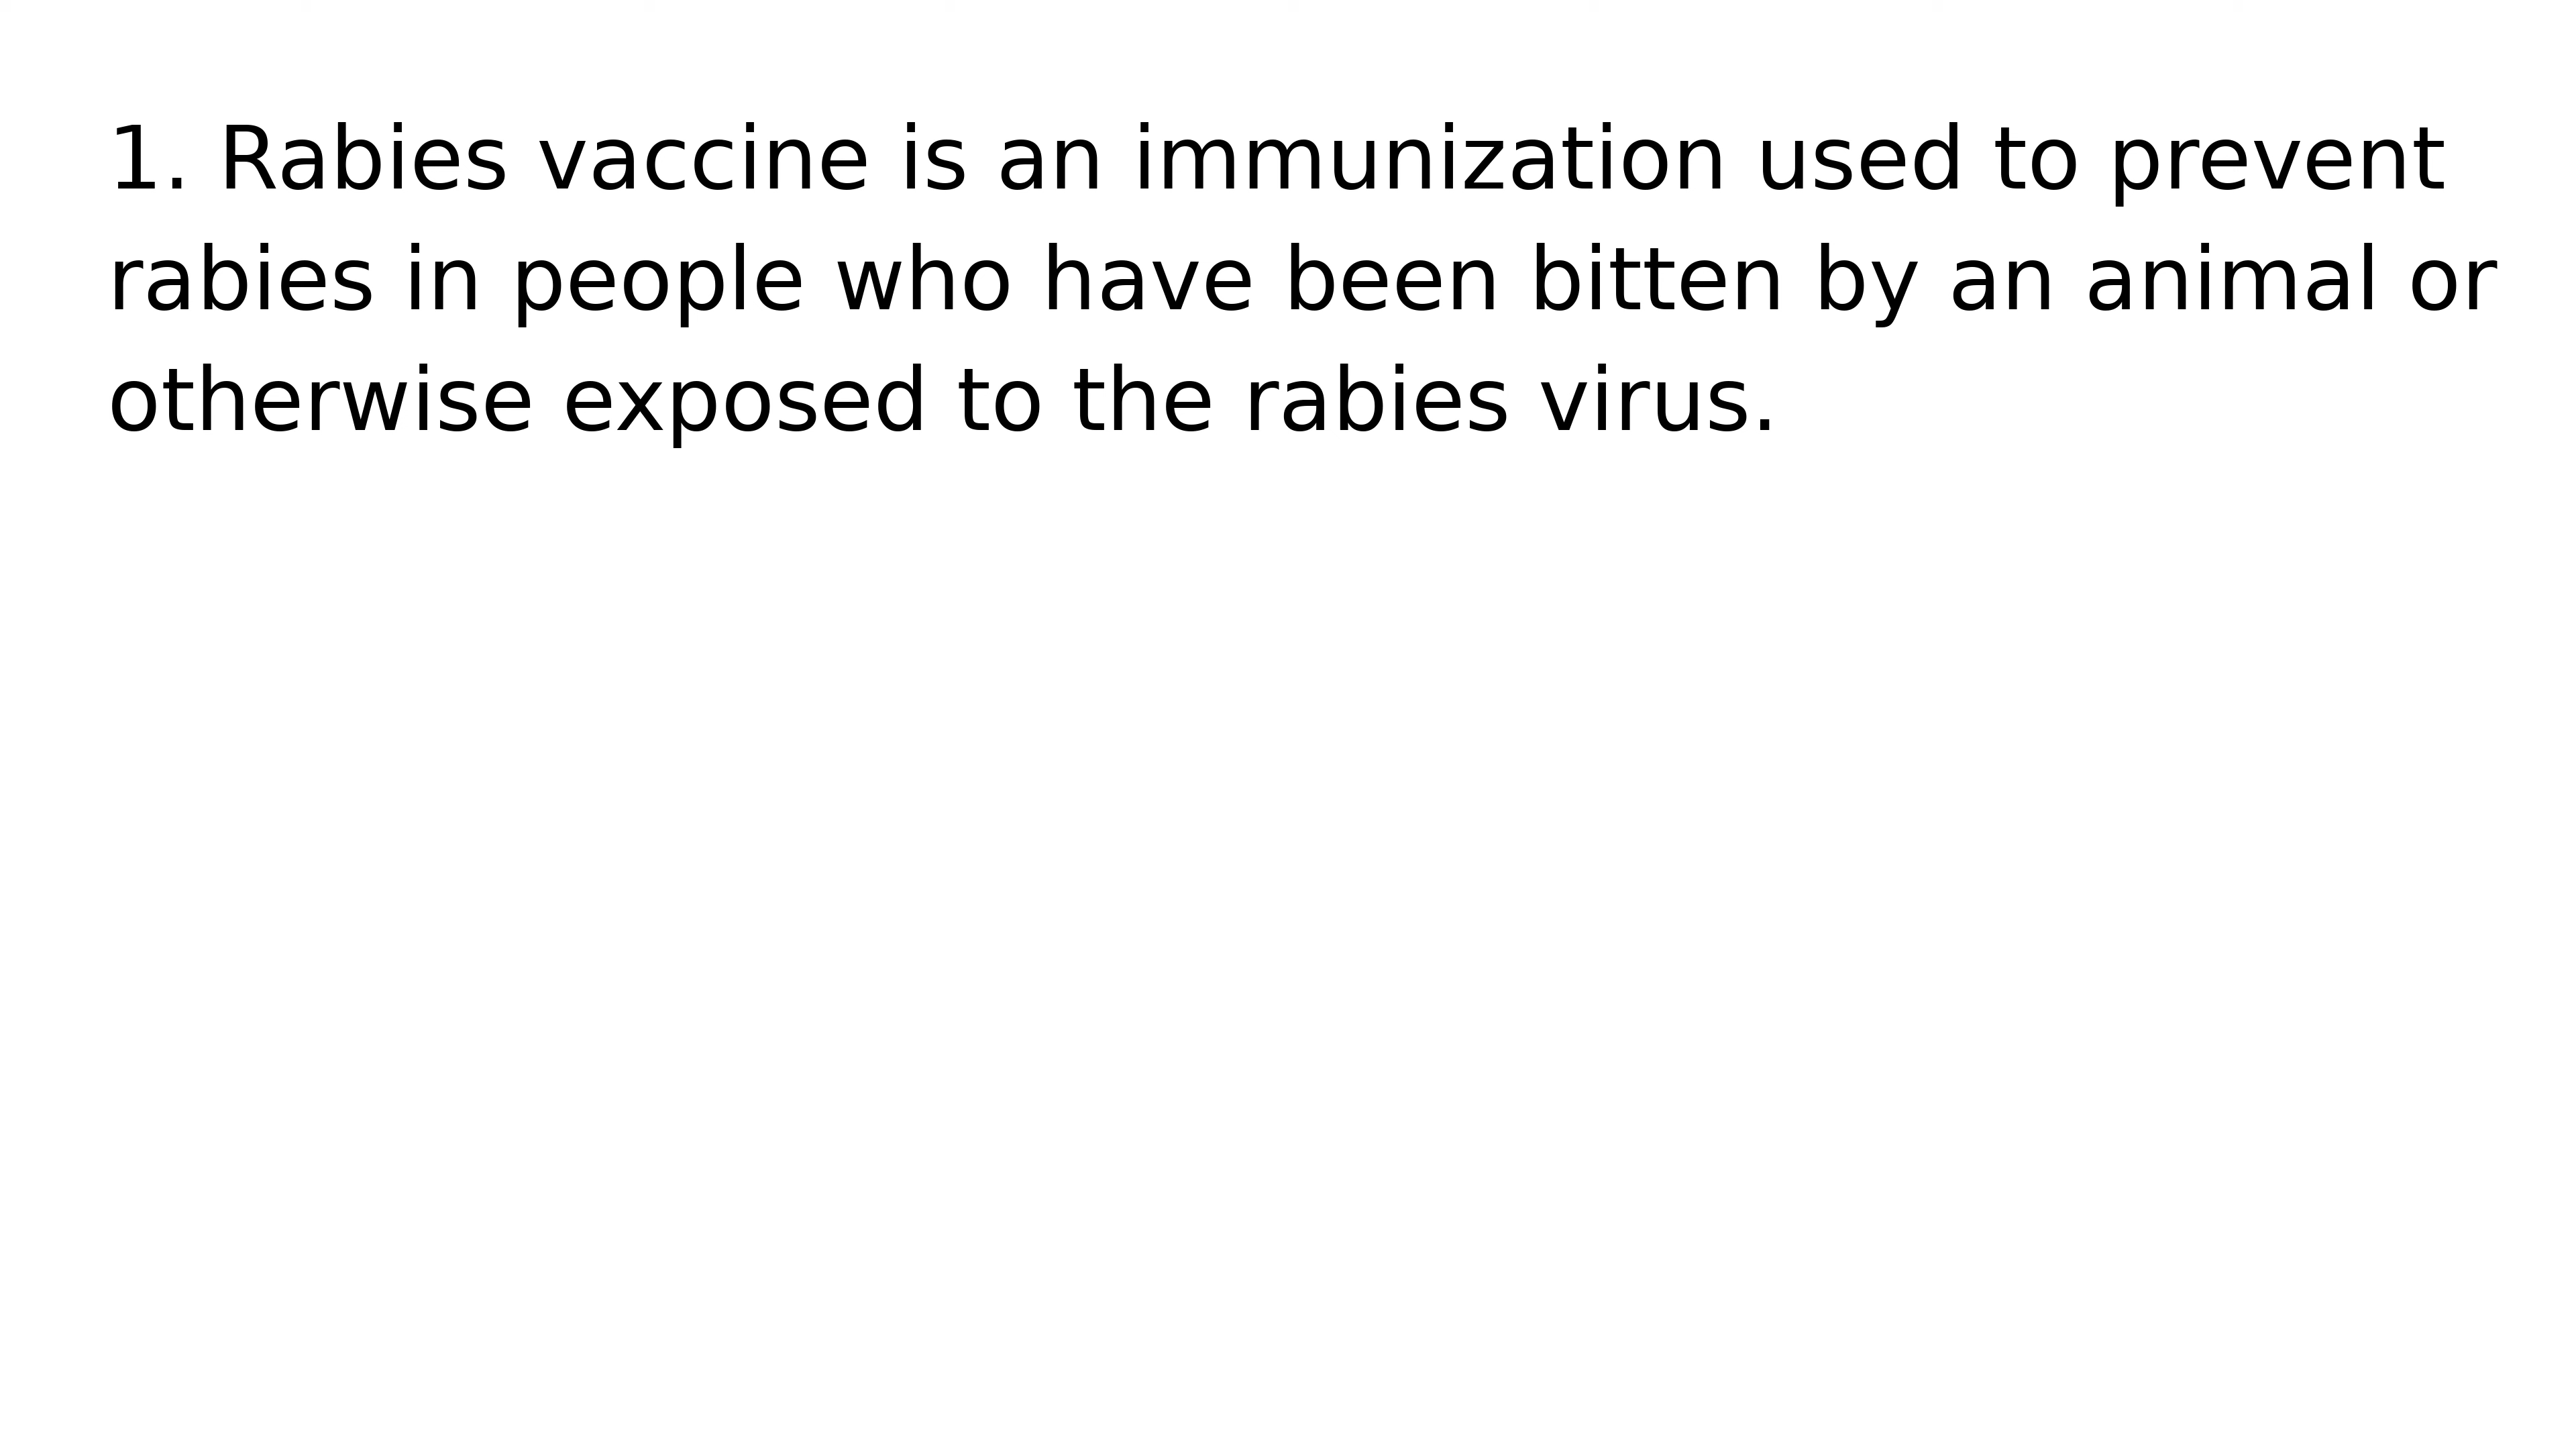 1. Rabies vaccine is an immunization used to prevent
rabies in people who have been bitten by an animal or
otherwise exposed to the rabies virus.